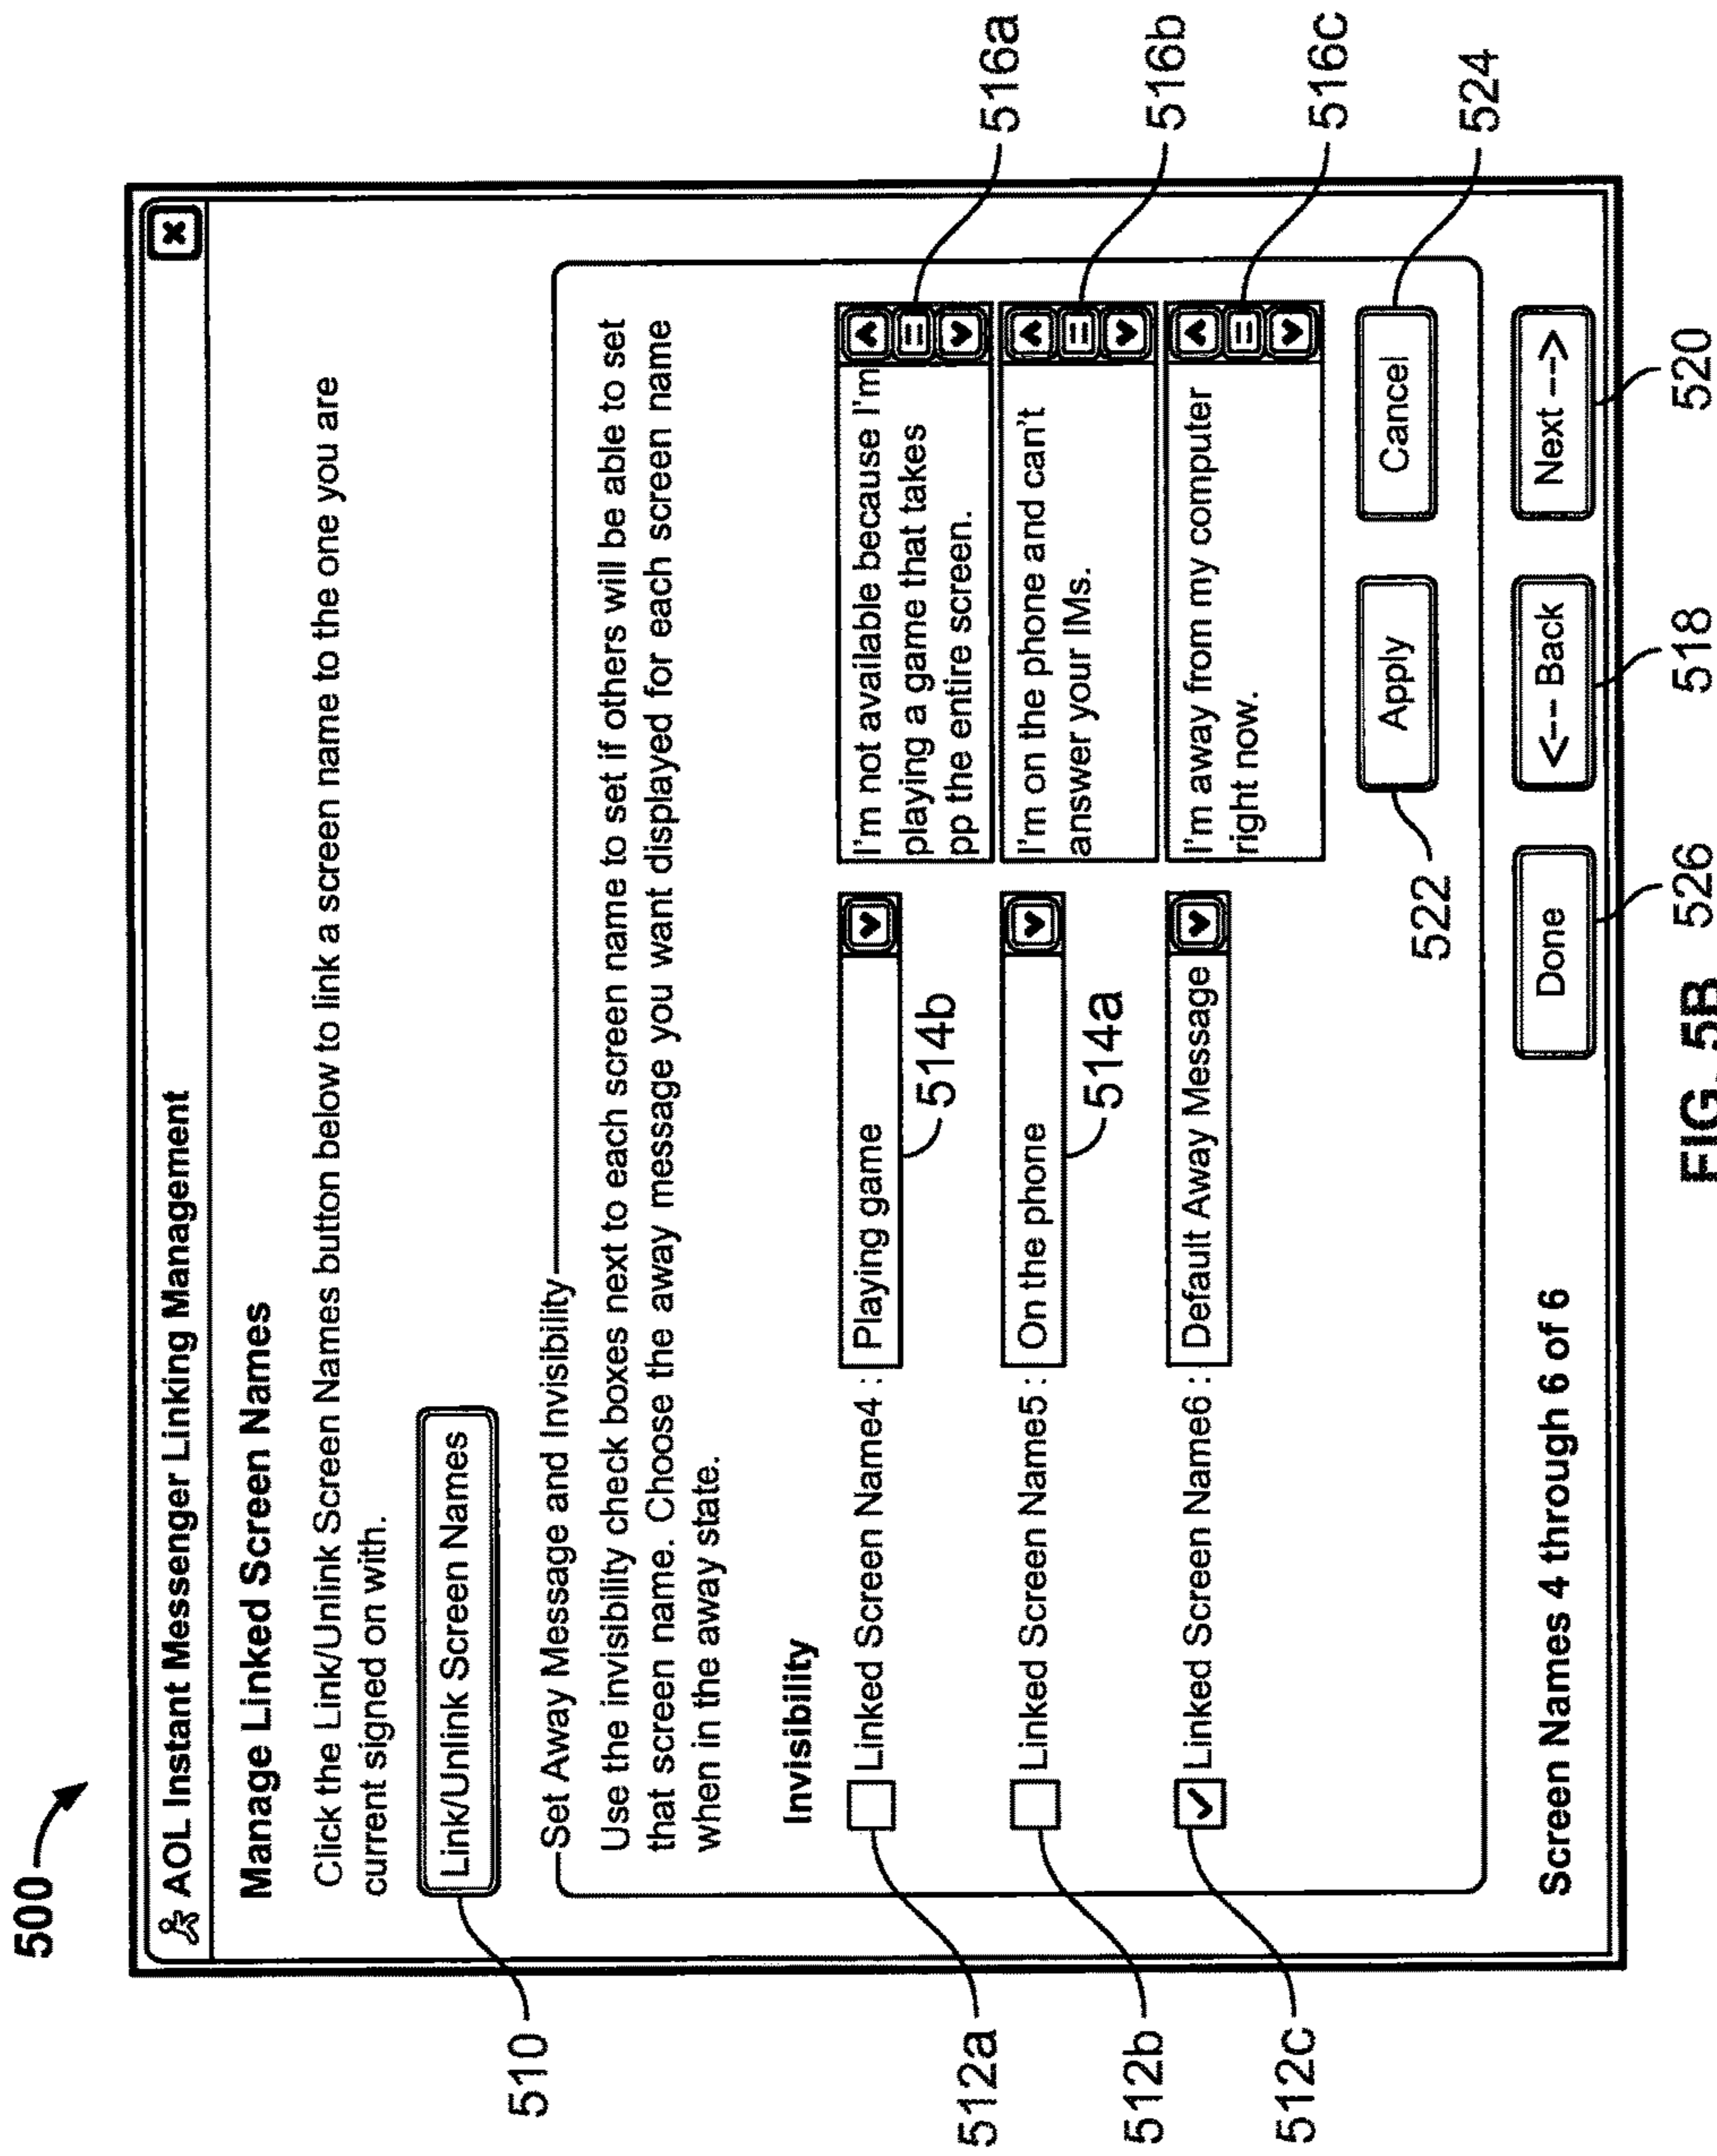 500
AOL Instant Messenger Linking Management
Manage Linked Screen Names
Click the Link/Unlink Screen Names button below to link a screen name to the one you are
current signed on with.
510
Link/Unlink Screen Names
Set Away Message and Invisibility
Use the invisibility check boxes next to each screen name to set if others will be able to set
that screen name. Choose the away message you want displayed for each screen name
when in the away state.
Invisibility
512a
Linked Screen Name4 :
Playing game
514b
I'm not available because I'm
playing a game that takes
pp the entire screen.
516a
512b
Linked Screen Name5 :
On the phone
514a
I'm on the phone and can't
answer your IMs.
516b
512c
Linked Screen Name6 :
Default Away Message
I'm away from my computer
right now.
516c
522
Apply
Cancel
524
Screen Names 4 through 6 of 6
Done
<--- Back
Next --->
526
518
520
FIG. 5B